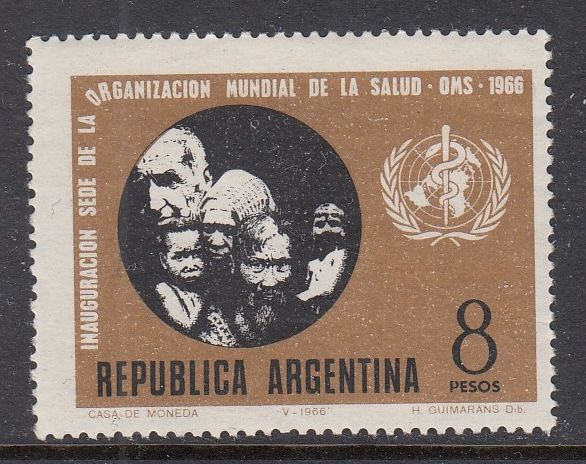 INAUGURACION SEDE DE LA ORGANIZACION MUNDIAL DE LA SALUD · OMS · 1966
8
PESOS
REPUBLICA ARGENTINA
CASA DE MONEDA V-1966 H. GUIMARANS Dib.